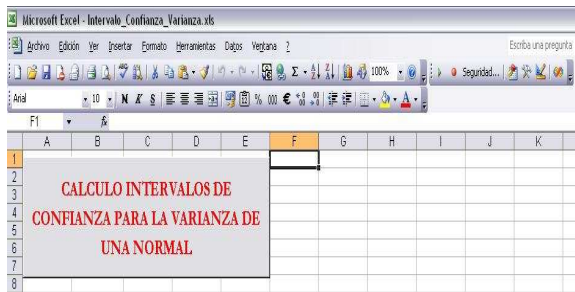 Microsoft Excel - Intervalo_Confianza_Varianza.xls
Archivo Edición Ver Insertar Formato Herramientas Datos Ventana ? Escriba una pregunta
Σ 100% Seguridad...
Arial 10 N K S % 000 €
F1 fx
A B C D E F G H I J K
1
2
3
4
5
6
7
8
CALCULO INTERVALOS DE
CONFIANZA PARA LA VARIANZA DE
UNA NORMAL